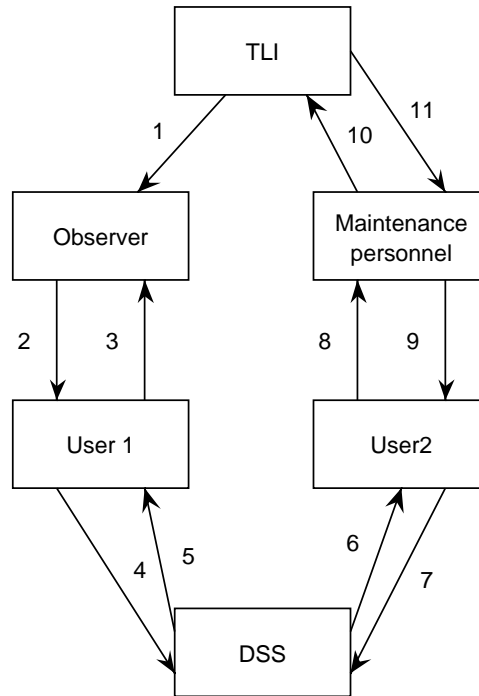 TLI
1
10
11
Observer
Maintenance
personnel
2
3
8
9
User 1
User2
4
5
6
7
DSS